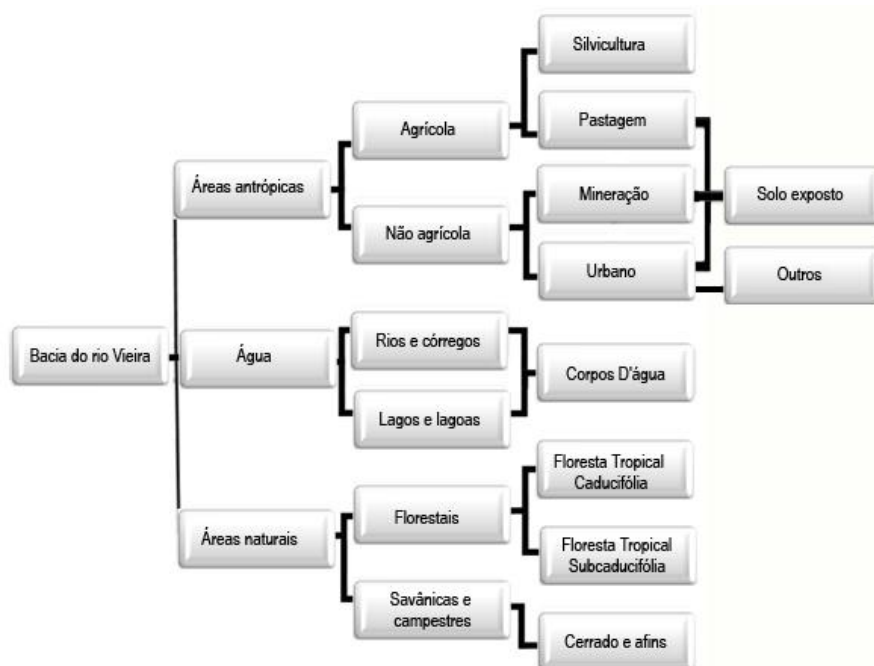 Bacia do rio Vieira
Áreas antrópicas
Agrícola
Silvicultura
Pastagem
Não agrícola
Mineração
Urbano
Solo exposto
Outros
Água
Rios e córregos
Lagos e lagoas
Corpos D'água
Áreas naturais
Florestais
Floresta Tropical
Caducifólia
Floresta Tropical
Subcaducifólia
Savânicas e
campestres
Cerrado e afins